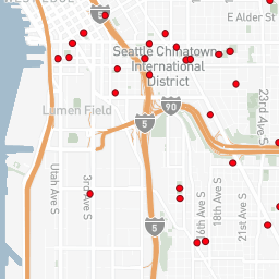 E Alder St
Seattle Chinatown
International
District
90
Lumen Field
5
23rd Ave S
Utah Ave S
3rd Ave S
18th Ave S
21st Ave S
5